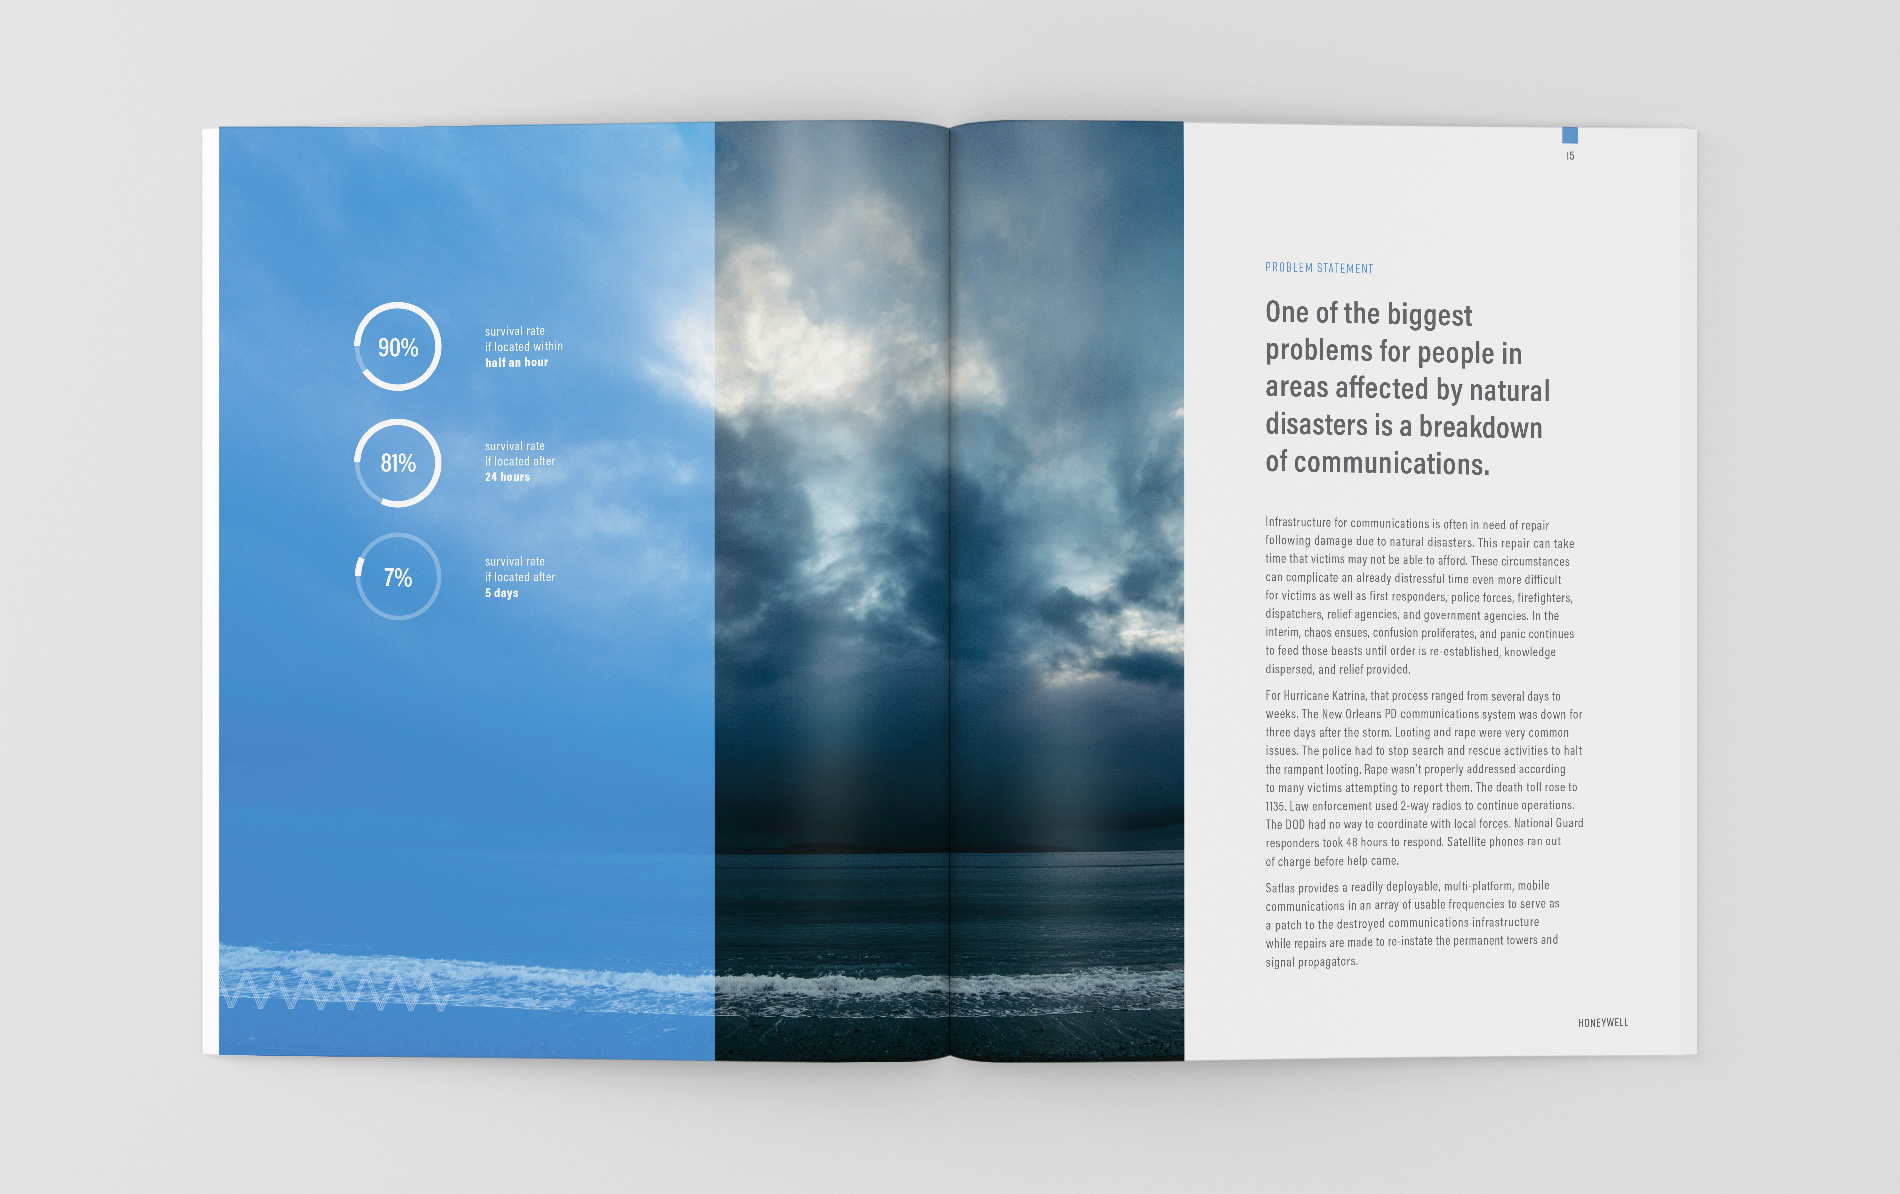 90%
survival rate
if located within
half an hour
81%
survival rate
if located after
24 hours
7%
survival rate
if located after
5 days
15
PROBLEM STATEMENT
One of the biggest
problems for people in
areas affected by natural
disasters is a breakdown
of communications.
Infrastructure for communications is often in need of repair
following damage due to natural disasters. This repair can take
time that victims may not be able to afford. These circumstances
can complicate an already distressful time even more difficult
for victims as well as first responders, police forces, firefighters,
dispatchers, relief agencies, and government agencies. In the
interim, chaos ensues, confusion proliferates, and panic continues
to feed those beasts until order is re-established, knowledge
dispersed, and relief provided.
For Hurricane Katrina, that process ranged from several days to
weeks. The New Orleans PD communications system was down for
three days after the storm. Looting and rape were very common
issues. The police had to stop search and rescue activities to halt
the rampant looting. Rape wasn't properly addressed according
to many victims attempting to report them. The death toll rose to
1135. Law enforcement used 2-way radios to continue operations.
The DOD had no way to coordinate with local forces. National Guard
responders took 48 hours to respond. Satellite phones ran out
of charge before help came.
Satlas provides a readily deployable, multi-platform, mobile
communications in an array of usable frequencies to serve as
a patch to the destroyed communications infrastructure
while repairs are made to re-instate the permanent towers and
signal propagators.
HONEYWELL